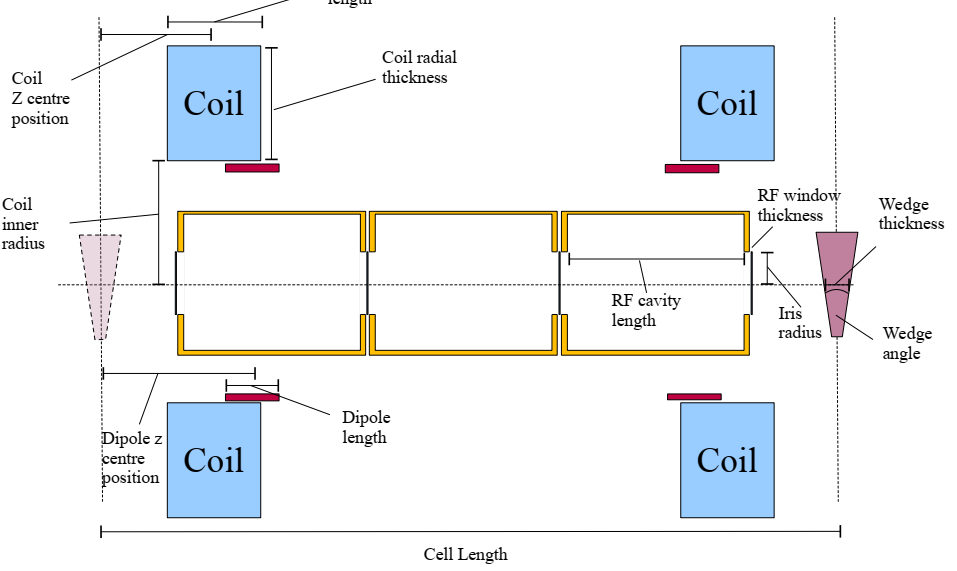 length
Coil
Z centre
position
Coil
Coil radial
thickness
Coil
Coil
inner
radius
RF window
thickness
Wedge
thickness
RF cavity
length
Iris
radius
Wedge
angle
Dipole z
centre
position
Dipole
length
Coil
Coil
Cell Length